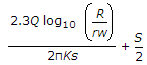 2.3Q log10 (R/rw)
2πKs
+ S/2